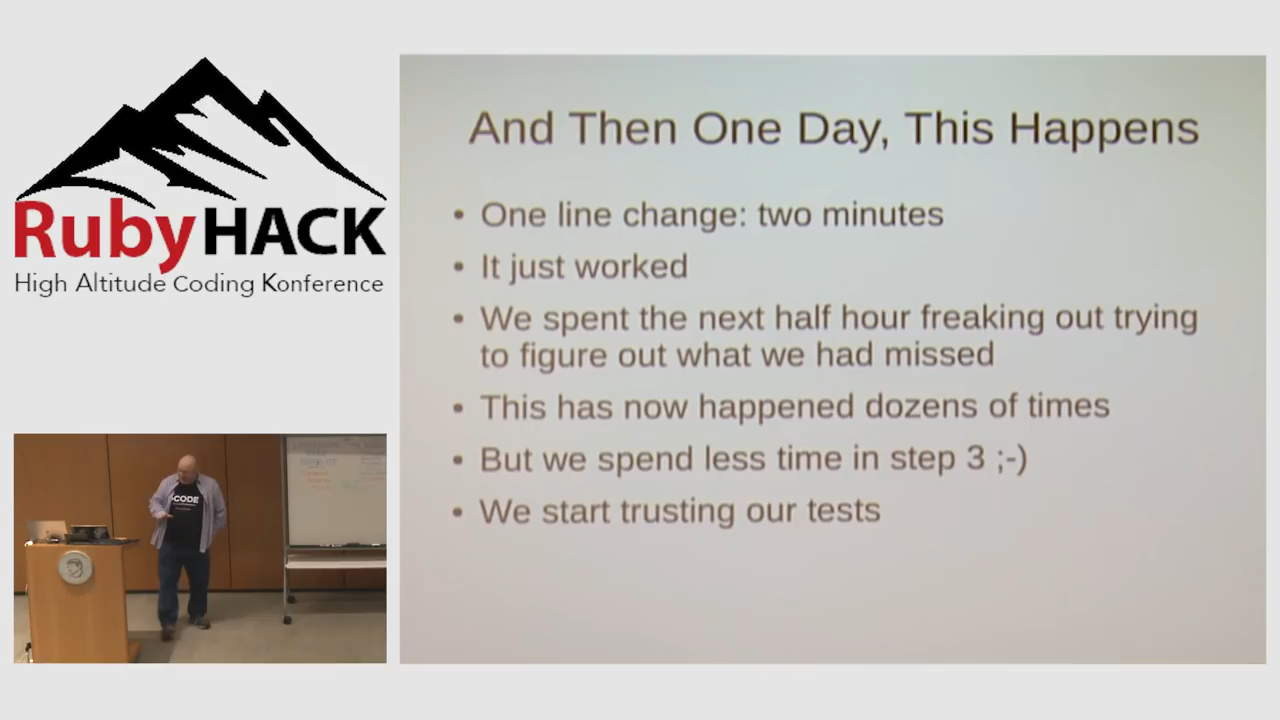 RubyHACK
High Altitude Coding Konference
And Then One Day, This Happens
• One line change: two minutes
• It just worked
• We spent the next half hour freaking out trying
to figure out what we had missed
• This has now happened dozens of times
• But we spend less time in step 3 ;-)
• We start trusting our tests
CODE